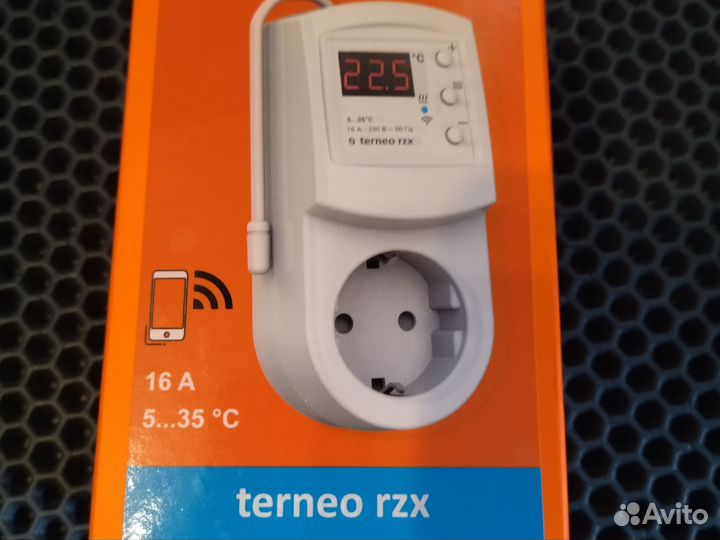 22.5 °C
+
5...35°C
16 A 230 В ~ 50 Гц
terneo rzx
−
16 A
5...35 °C
terneo rzx
Avito